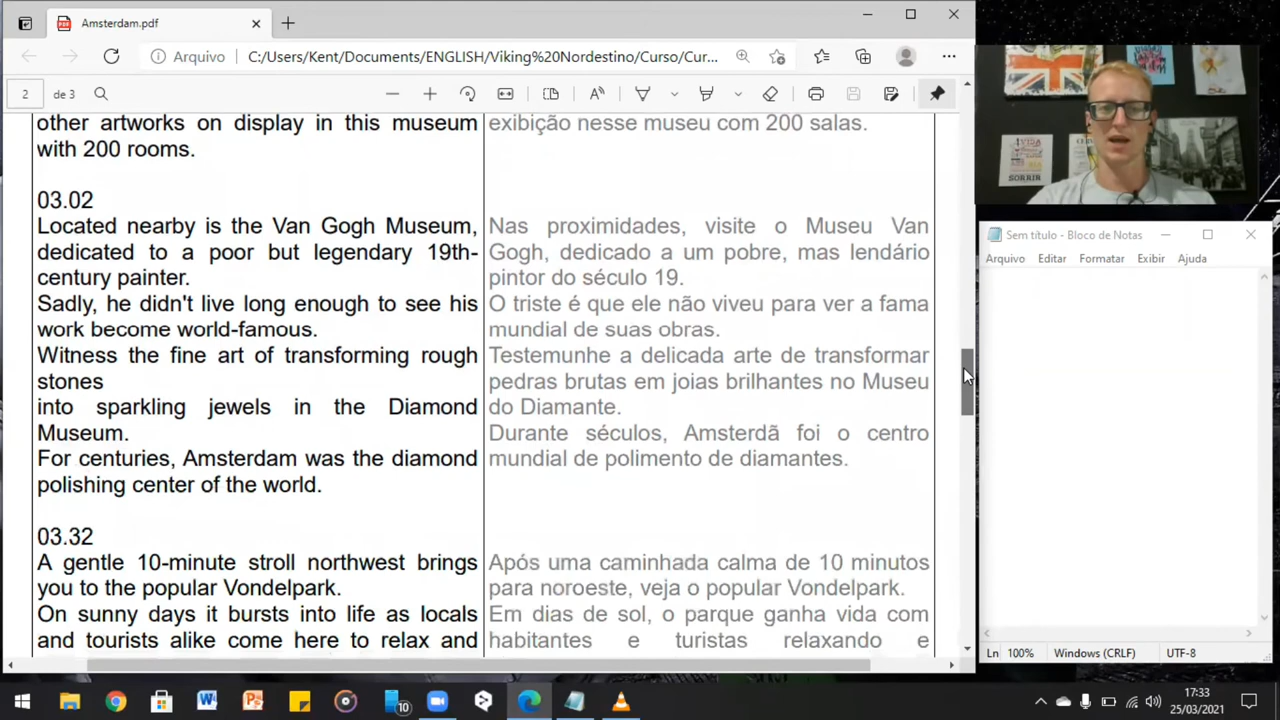 Amsterdam.pdf
Arquivo
C:/Users/Kent/Documents/ENGLISH/Viking%20Nordestino/Curso/Cur...
2
de 3
other artworks on display in this museum
with 200 rooms.
03.02
Located nearby is the Van Gogh Museum,
dedicated to a poor but legendary 19th-
century painter.
Sadly, he didn't live long enough to see his
work become world-famous.
Witness the fine art of transforming rough
stones
into sparkling jewels in the Diamond
Museum.
For centuries, Amsterdam was the diamond
polishing center of the world.
03.32
A gentle 10-minute stroll northwest brings
you to the popular Vondelpark.
On sunny days it bursts into life as locals
and tourists alike come here to relax and
exibição nesse museu com 200 salas.
Nas proximidades, visite o Museu Van
Gogh, dedicado a um pobre, mas lendário
pintor do século 19.
O triste é que ele não viveu para ver a fama
mundial de suas obras.
Testemunhe a delicada arte de transformar
pedras brutas em joias brilhantes no Museu
do Diamante.
Durante séculos, Amsterdã foi o centro
mundial de polimento de diamantes.
Após uma caminhada calma de 10 minutos
para noroeste, veja o popular Vondelpark.
Em dias de sol, o parque ganha vida com
habitantes e turistas relaxando e
SORRIR
Sem título - Bloco de Notas
Arquivo Editar Formatar Exibir Ajuda
Ln 100% Windows (CRLF) UTF-8
10
17:33
25/03/2021